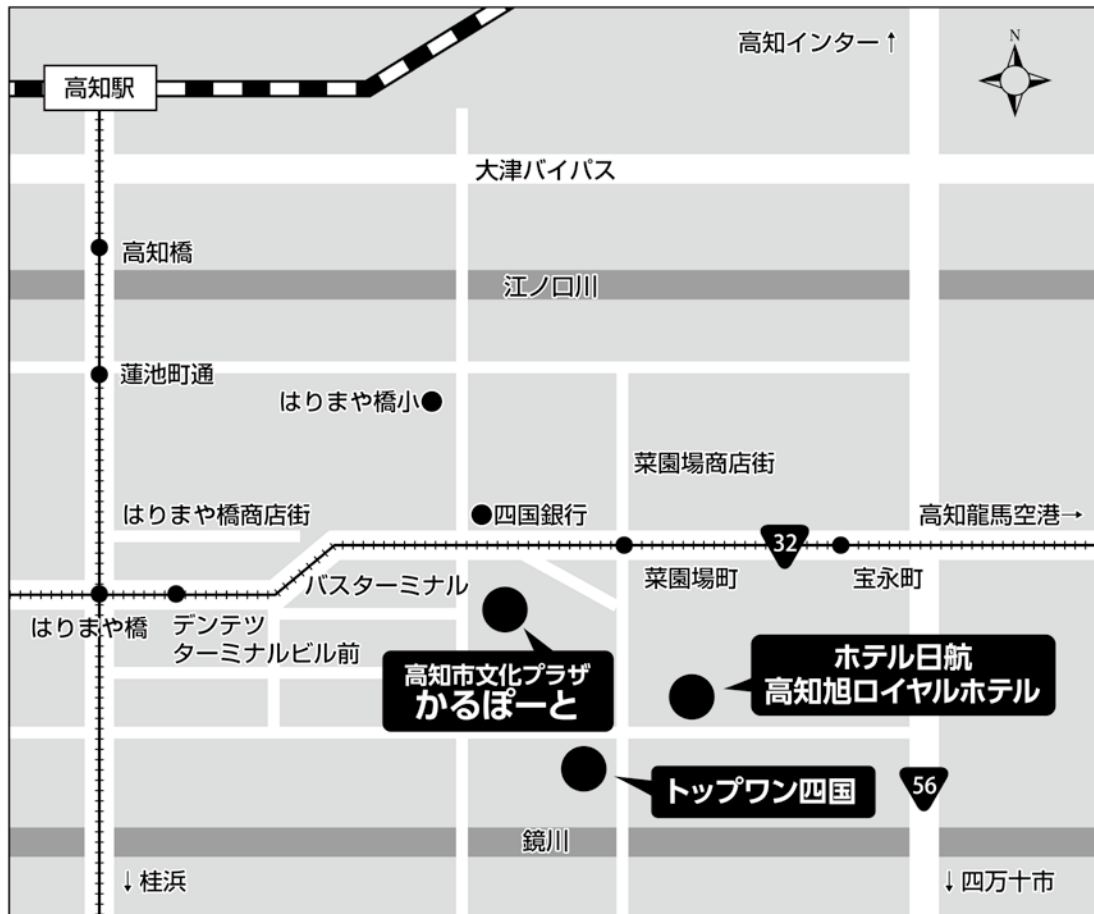 高知インター↑
N
高知駅
大津バイパス
高知橋
江ノ口川
蓮池町通
はりまや橋小
菜園場商店街
はりまや橋商店街
四国銀行
高知龍馬空港→
32
バスターミナル
菜園場町
宝永町
はりまや橋
デンテツ
ターミナルビル前
高知市文化プラザ
かるぽーと
ホテル日航
高知旭ロイヤルホテル
トップワン四国
56
鏡川
↓桂浜
↓四万十市